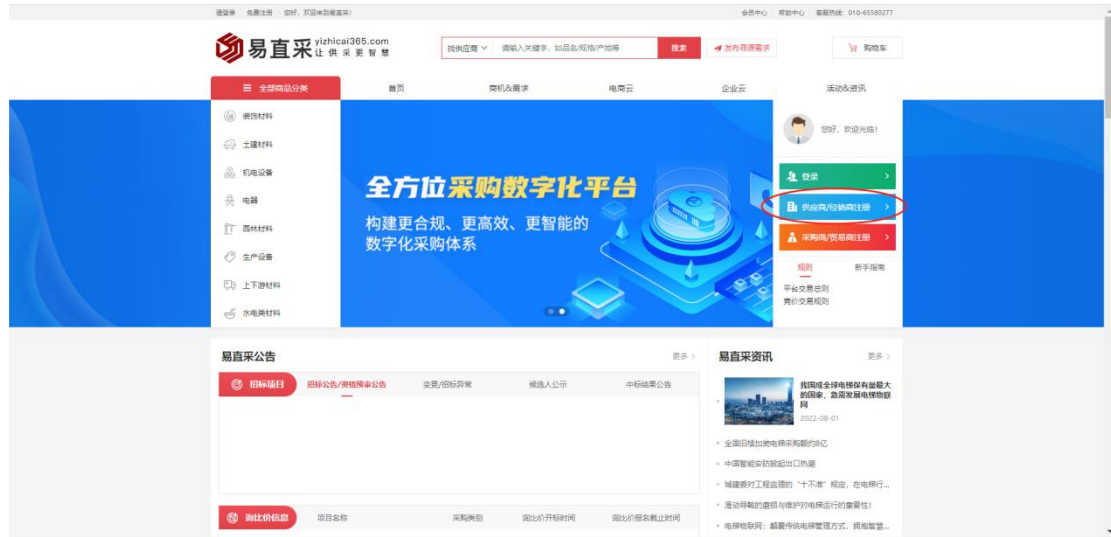 请登录 免费注册 您好，欢迎来到易直采！
会员中心 帮助中心 客服热线：010-65580277
易直采 yizhicai365.com
让供采更智慧
找供应商 请输入关键字，如品名/规格/产地等 搜索
发布寻源需求
购物车
全部商品分类 首页 商机&需求 电商云 企业云 活动&资讯
装饰材料
土建材料
机电设备
电器
园林材料
生产设备
上下游材料
水电类材料
全方位采购数字化平台
构建更合规、更高效、更智能的
数字化采购体系
您好，欢迎光临！
登录
供应商/经销商注册
采购商/贸易商注册
规则 新手指南
平台交易总则
竞价交易规则
易直采公告 更多
招标项目 招标公告/资格预审公告 变更/招标异常 候选人公示 中标结果公告
询比价信息 项目名称 采购类别 询比价开标时间 询比价报名截止时间
易直采资讯 更多
我国成全球电梯保有量最大
的国家，急需发展电梯物联
网
2022-08-01
全国旧楼加装电梯采购额约8亿
中国智能安防掀起出口热潮
城建委对工程监理的“十不准”规定，在电梯行...
滑动导靴的磨损与维护对电梯运行的重要性！
电梯物联网：颠覆传统电梯管理方式，拥抱智慧...